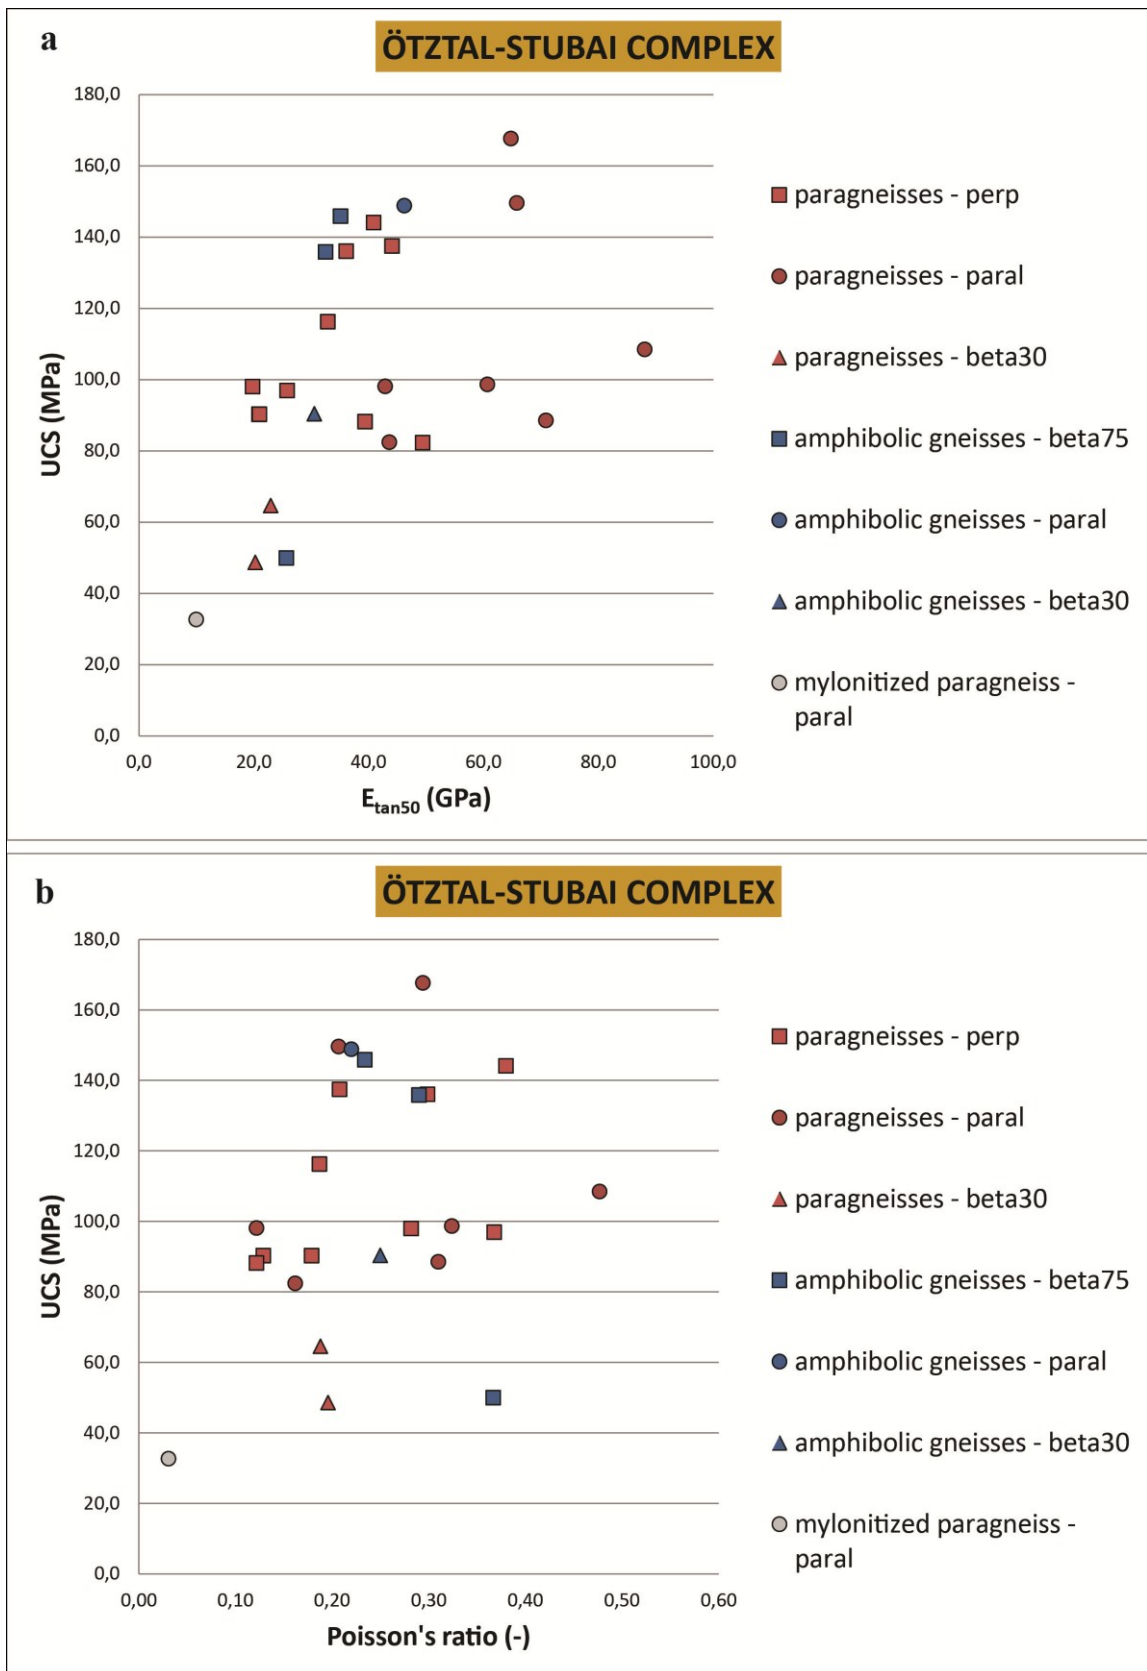 a
ÖTZTAL-STUBAI COMPLEX
180,0
160,0
140,0
120,0
100,0
80,0
60,0
40,0
20,0
0,0
UCS (MPa)
0,0 20,0 40,0 60,0 80,0 100,0
Etan50 (GPa)
paragneisses - perp
paragneisses - paral
paragneisses - beta30
amphibolic gneisses - beta75
amphibolic gneisses - paral
amphibolic gneisses - beta30
mylonitized paragneiss -
paral
b
ÖTZTAL-STUBAI COMPLEX
180,0
160,0
140,0
120,0
100,0
80,0
60,0
40,0
20,0
0,0
UCS (MPa)
0,00 0,10 0,20 0,30 0,40 0,50 0,60
Poisson's ratio (-)
paragneisses - perp
paragneisses - paral
paragneisses - beta30
amphibolic gneisses - beta75
amphibolic gneisses - paral
amphibolic gneisses - beta30
mylonitized paragneiss -
paral